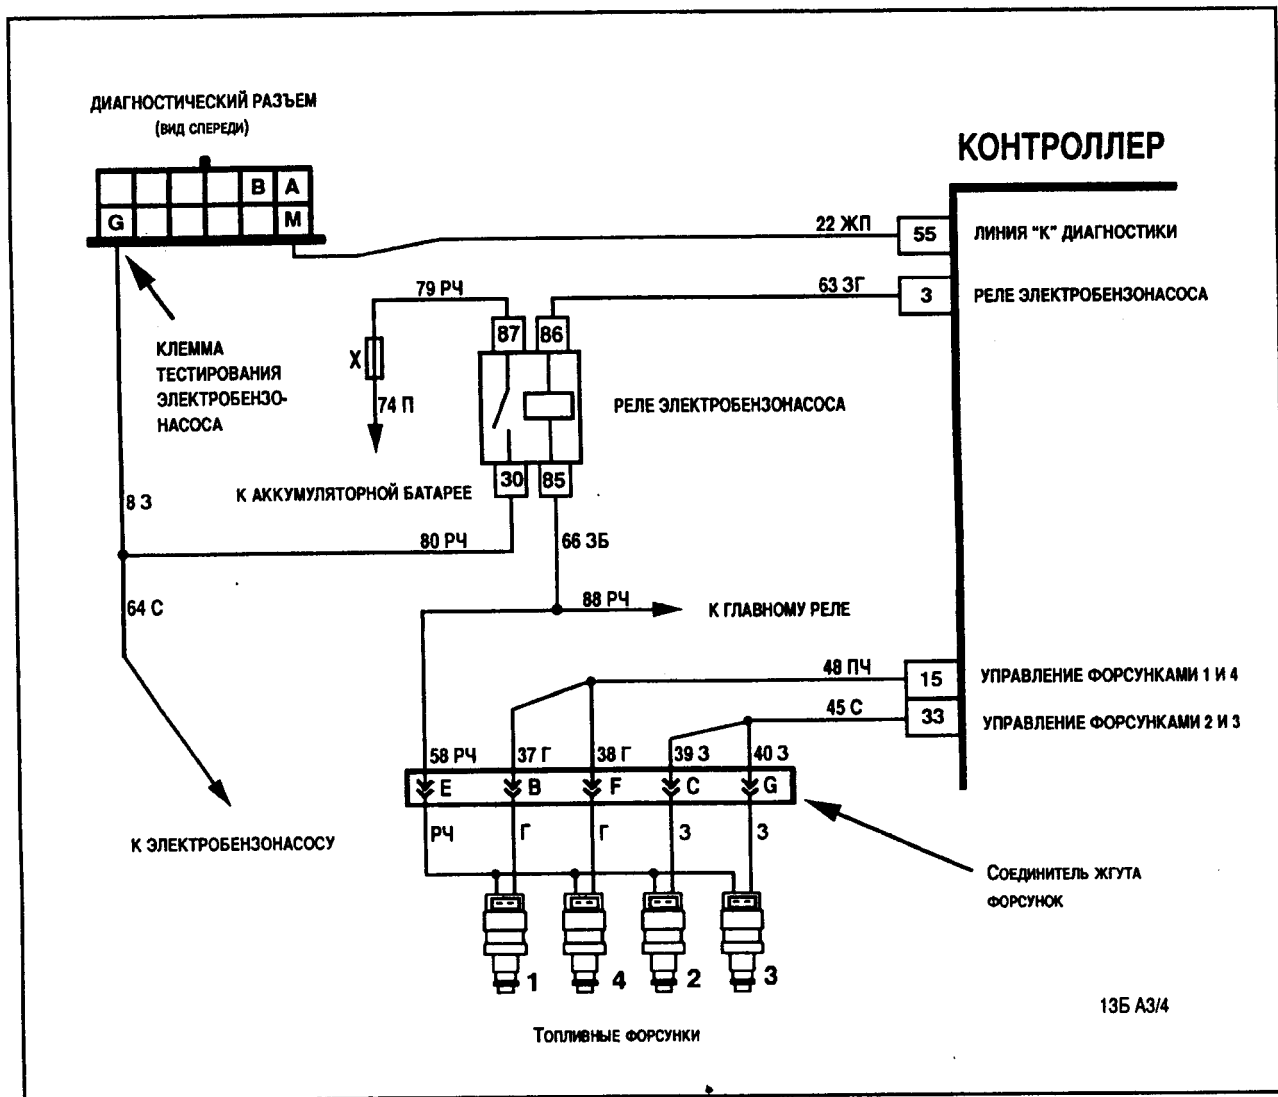 ДИАГНОСТИЧЕСКИЙ РАЗЪЕМ
(ВИД СПЕРЕДИ)
КОНТРОЛЛЕР
B A
G M
22 ЖП
55
ЛИНИЯ "К" ДИАГНОСТИКИ
79 РЧ
63 ЗГ
3
РЕЛЕ ЭЛЕКТРОБЕНЗОНАСОСА
87 86
КЛЕММА
ТЕСТИРОВАНИЯ
ЭЛЕКТРОБЕНЗО-
НАСОСА
X
74 П
РЕЛЕ ЭЛЕКТРОБЕНЗОНАСОСА
30 85
К АККУМУЛЯТОРНОЙ БАТАРЕЕ
8 З
80 РЧ
66 ЗБ
64 С
88 РЧ
К ГЛАВНОМУ РЕЛЕ
48 ПЧ
15
УПРАВЛЕНИЕ ФОРСУНКАМИ 1 И 4
45 С
33
УПРАВЛЕНИЕ ФОРСУНКАМИ 2 И 3
58 РЧ 37 Г 38 Г 39 З 40 З
E B F C G
РЧ Г Г З З
К ЭЛЕКТРОБЕНЗОНАСОСУ
СОЕДИНИТЕЛЬ ЖГУТА
ФОРСУНОК
1 4 2 3
ТОПЛИВНЫЕ ФОРСУНКИ
13Б А3/4